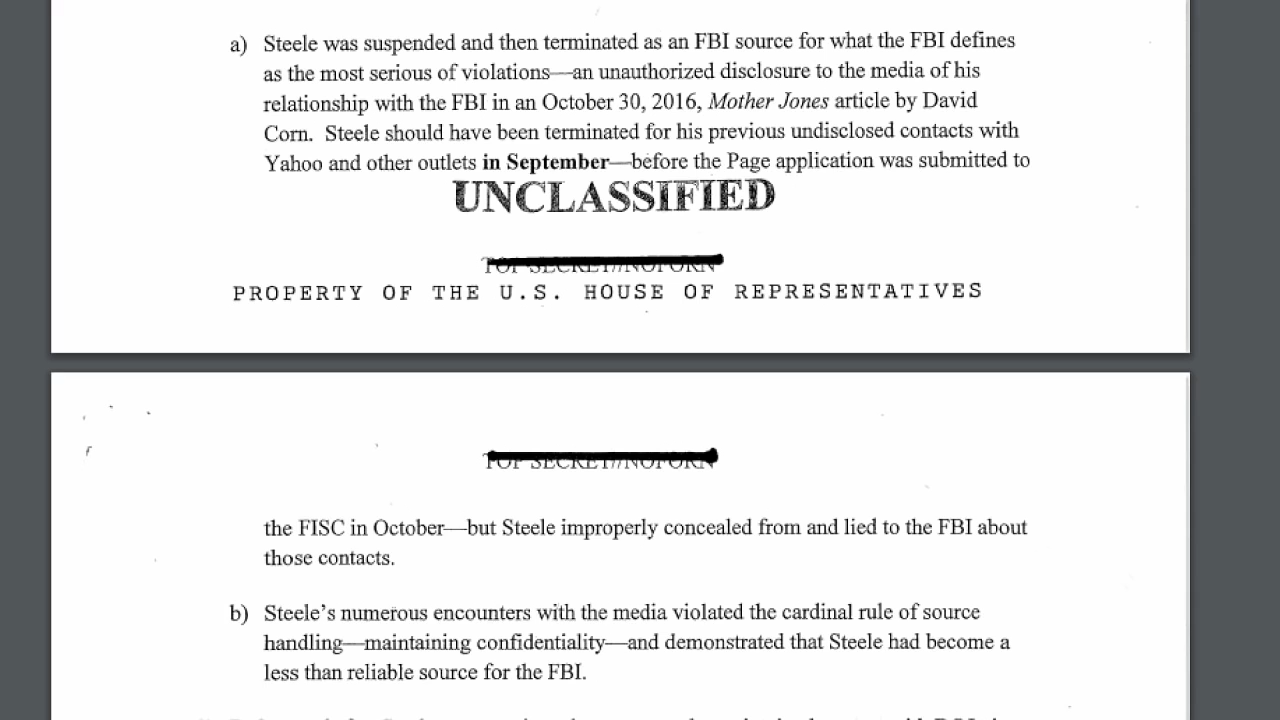 a) Steele was suspended and then terminated as an FBI source for what the FBI defines
as the most serious of violations—an unauthorized disclosure to the media of his
relationship with the FBI in an October 30, 2016, Mother Jones article by David
Corn. Steele should have been terminated for his previous undisclosed contacts with
Yahoo and other outlets in September—before the Page application was submitted to
UNCLASSIFIED
TOP SECRET//NOFORN
PROPERTY OF THE U.S. HOUSE OF REPRESENTATIVES
TOP SECRET//NOFORN
the FISC in October—but Steele improperly concealed from and lied to the FBI about
those contacts.
b) Steele's numerous encounters with the media violated the cardinal rule of source
handling—maintaining confidentiality—and demonstrated that Steele had become a
less than reliable source for the FBI.